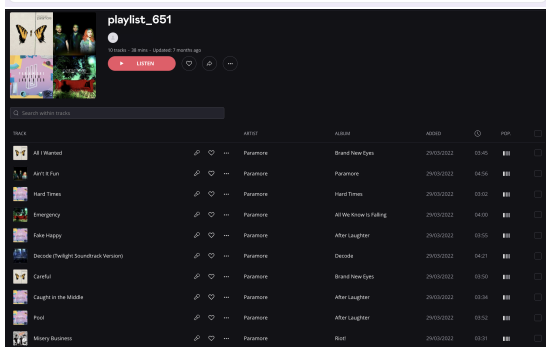 playlist_651
10 tracks - 38 mins - Updated: 7 months ago
LISTEN
Search within tracks
TRACK ARTIST ALBUM ADDED POP.
All I Wanted Paramore Brand New Eyes 29/03/2022 03:45
Ain't It Fun Paramore Paramore 29/03/2022 04:56
Hard Times Paramore Hard Times 29/03/2022 03:02
Emergency Paramore All We Know Is Falling 29/03/2022 04:00
Fake Happy Paramore After Laughter 29/03/2022 03:55
Decode (Twilight Soundtrack Version) Paramore Decode 29/03/2022 04:21
Careful Paramore Brand New Eyes 29/03/2022 03:50
Caught in the Middle Paramore After Laughter 29/03/2022 03:34
Pool Paramore After Laughter 29/03/2022 03:52
Misery Business Paramore Riot! 29/03/2022 03:31